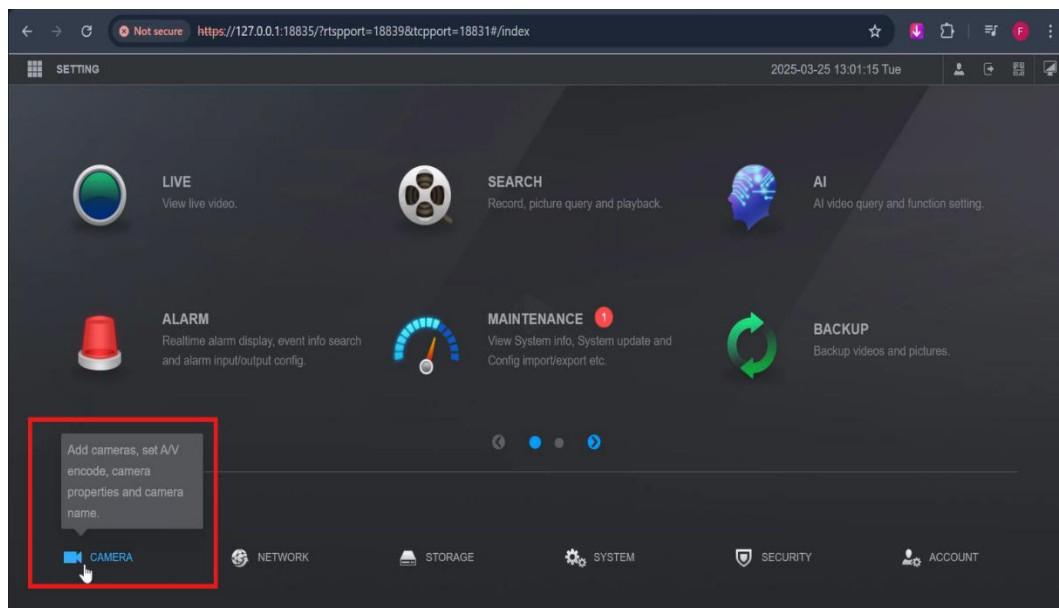 Not secure https://127.0.0.1:18835/?rtspport=18839&tcpport=18831#/index F
SETTING 2025-03-25 13:01:15 Tue
LIVE
View live video.
SEARCH
Record, picture query and playback.
AI
AI video query and function setting.
ALARM
Realtime alarm display, event info search
and alarm input/output config.
MAINTENANCE 1
View System info, System update and
Config import/export etc.
BACKUP
Backup videos and pictures.
Add cameras, set A/V
encode, camera
properties and camera
name.
CAMERA NETWORK STORAGE SYSTEM SECURITY ACCOUNT